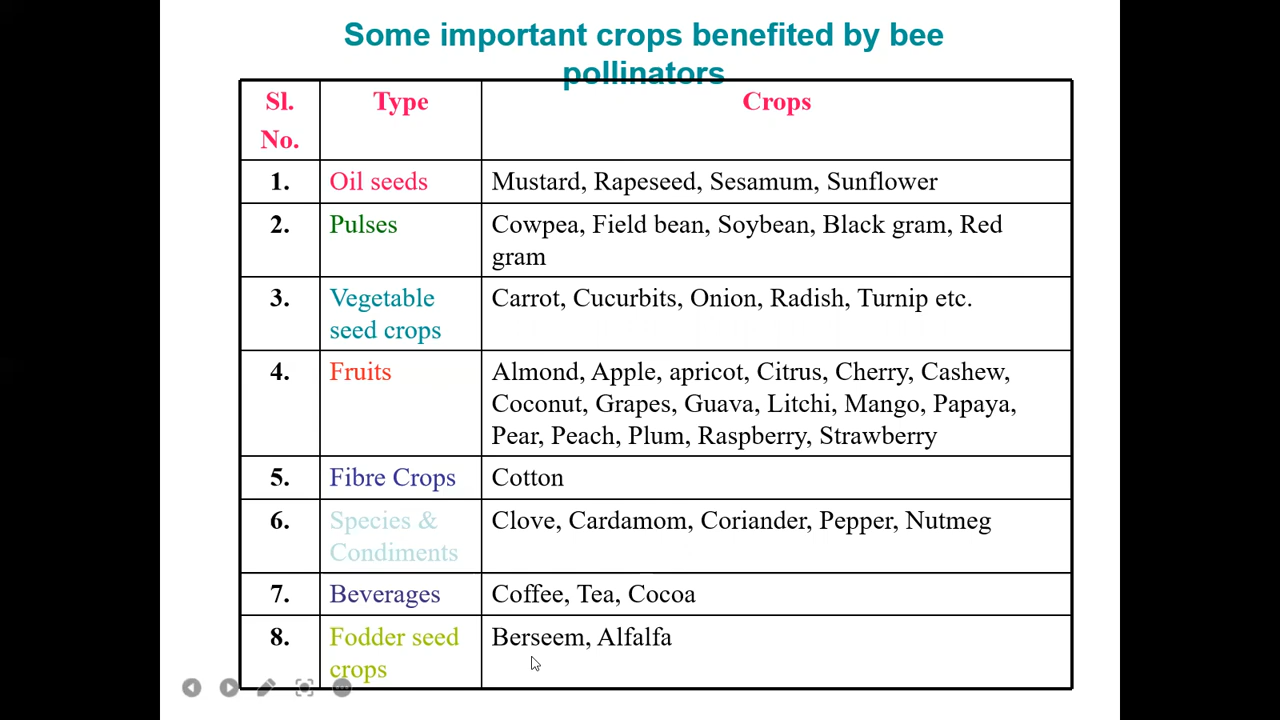 Some important crops benefited by bee
pollinators
Sl.
No.
Type
Crops
1.
Oil seeds
Mustard, Rapeseed, Sesamum, Sunflower
2.
Pulses
Cowpea, Field bean, Soybean, Black gram, Red
gram
3.
Vegetable
seed crops
Carrot, Cucurbits, Onion, Radish, Turnip etc.
4.
Fruits
Almond, Apple, apricot, Citrus, Cherry, Cashew,
Coconut, Grapes, Guava, Litchi, Mango, Papaya,
Pear, Peach, Plum, Raspberry, Strawberry
5.
Fibre Crops
Cotton
6.
Species &
Condiments
Clove, Cardamom, Coriander, Pepper, Nutmeg
7.
Beverages
Coffee, Tea, Cocoa
8.
Fodder seed
crops
Berseem, Alfalfa